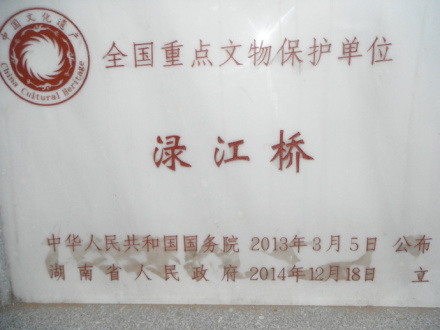 中国文化遗产
China Cultural Heritage
全国重点文物保护单位
渌江桥
中华人民共和国国务院 2013年3月5日 公布
湖南省人民政府 2014年12月18日 立